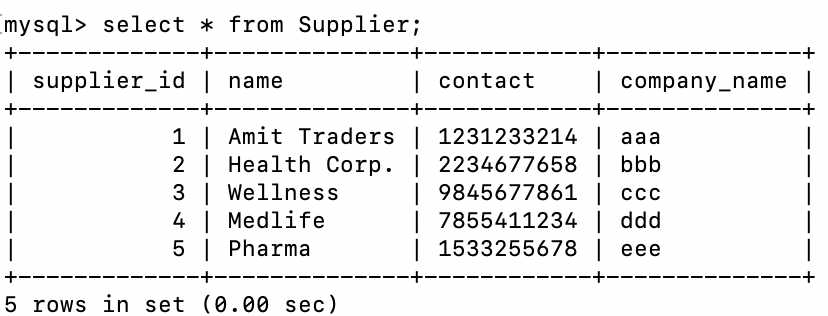 mysql> select * from Supplier;
+-------------+--------------+------------+--------------+
| supplier_id | name         | contact    | company_name |
+-------------+--------------+------------+--------------+
|           1 | Amit Traders | 1231233214 | aaa          |
|           2 | Health Corp. | 2234677658 | bbb          |
|           3 | Wellness     | 9845677861 | ccc          |
|           4 | Medlife      | 7855411234 | ddd          |
|           5 | Pharma       | 1533255678 | eee          |
+-------------+--------------+------------+--------------+
5 rows in set (0.00 sec)